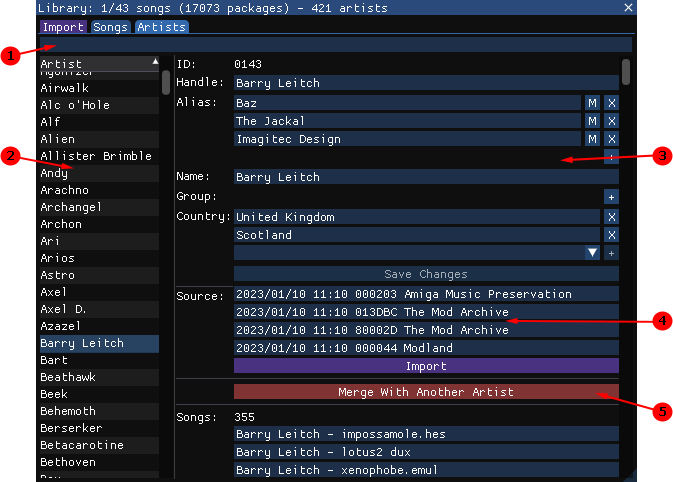 Library: 1/43 songs (17073 packages) - 421 artists
Import Songs Artists
1
Artist
Agonizer
Airwalk
Alc o'Hole
Alf
Alien
Allister Brimble
2
Andy
Arachno
Archangel
Archon
Ari
Arios
Astro
Axel
Axel D.
Azazel
Barry Leitch
Bart
Beathawk
Beek
Behemoth
Berserker
Betacarotine
Bethoven
ID: 0143
Handle: Barry Leitch
Alias: Baz M X
The Jackal M X
Imagitec Design M X
+
3
Name: Barry Leitch
Group: +
Country: United Kingdom X
Scotland X
+
Save Changes
Source: 2023/01/10 11:10 000203 Amiga Music Preservation
2023/01/10 11:10 013DBC The Mod Archive
4
2023/01/10 11:10 80002D The Mod Archive
2023/01/10 11:10 000044 Modland
Import
Merge With Another Artist
5
Songs: 355
Barry Leitch - impossamole.hes
Barry Leitch - lotus2 dux
Barry Leitch - xenophobe.emul